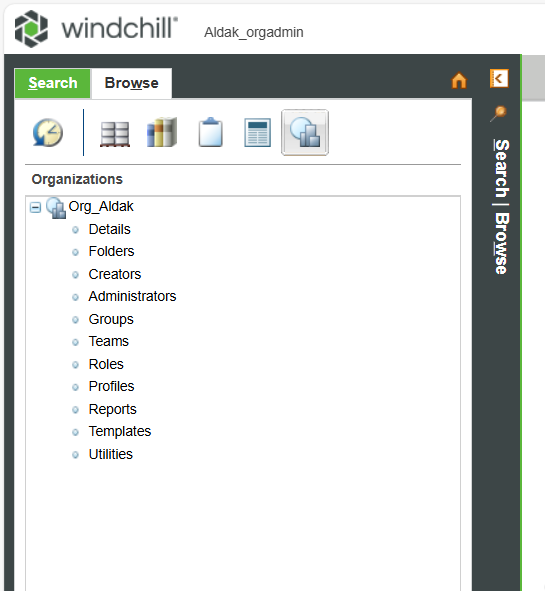 windchill®
Aldak_orgadmin
Search
Browse
Organizations
Org_Aldak
Details
Folders
Creators
Administrators
Groups
Teams
Roles
Profiles
Reports
Templates
Utilities
Search | Browse